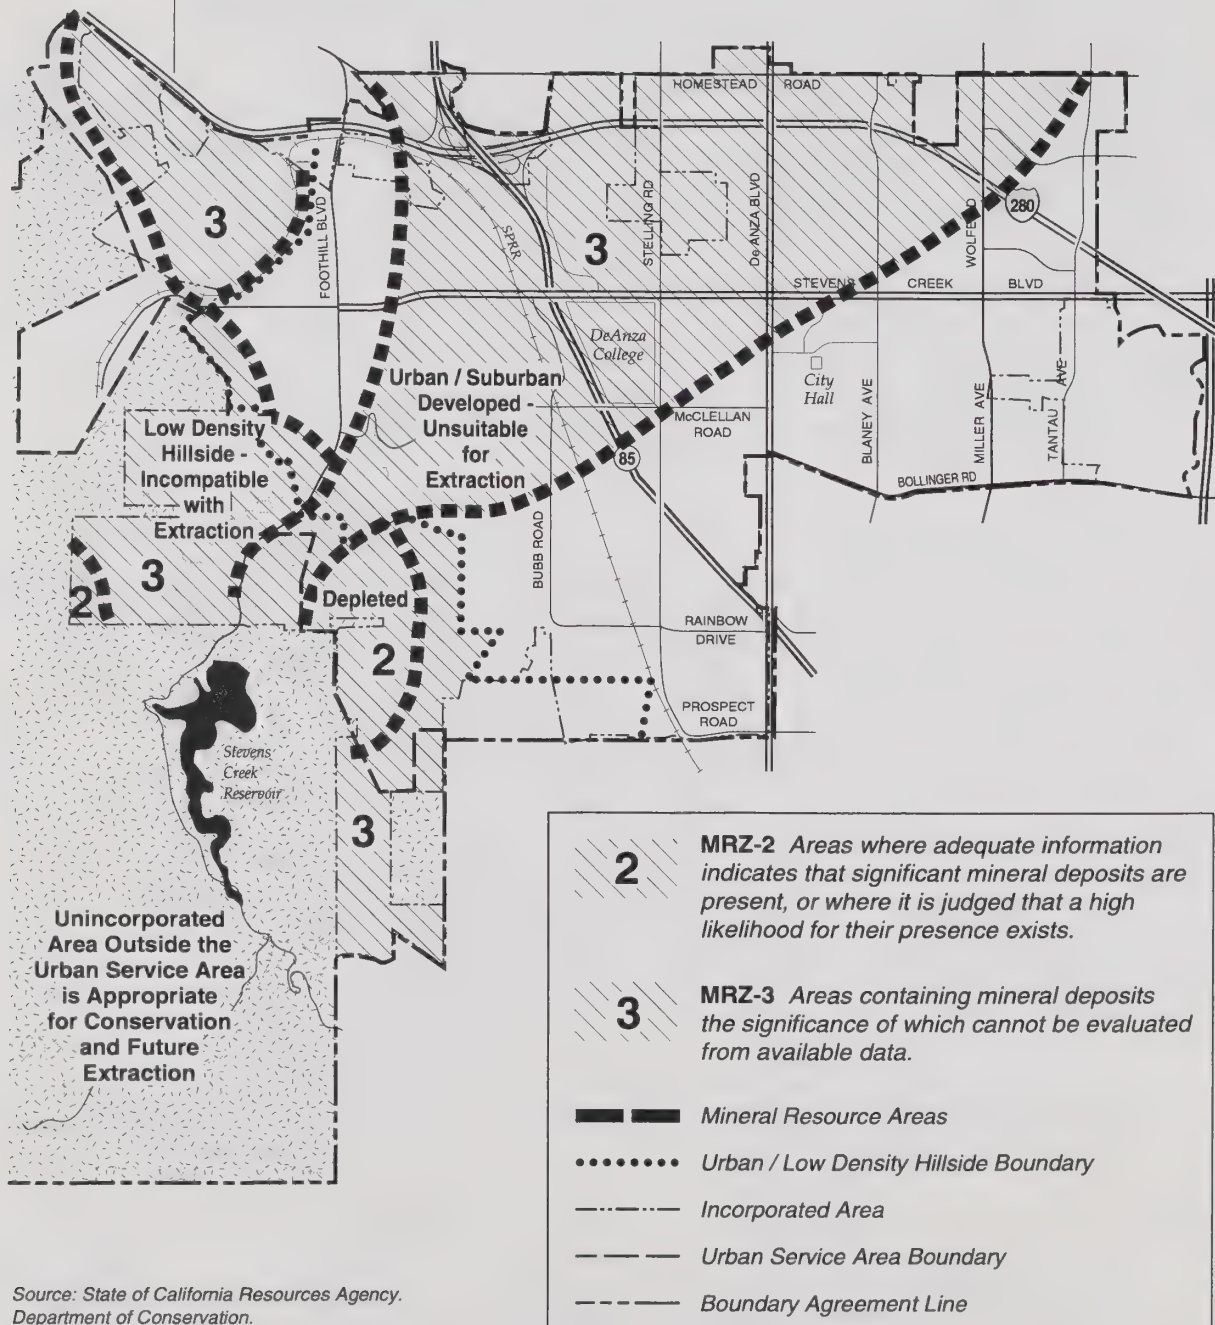 HOMESTEAD ROAD
3
FOOTHILL BLVD
SPRR
3
STELLING RD
De ANZA BLVD
WOLFE RD
280
STEVENS CREEK BLVD
DeAnza
College
City
Hall
Urban / Suburban
Developed -
Unsuitable
for
Extraction
McCLELLAN
ROAD
BLANEY AVE
MILLER AVE
TANTAU AVE
Low Density
Hillside -
Incompatible
with
Extraction
85
BOLLINGER RD
BUBB ROAD
3
2
Depleted
RAINBOW
DRIVE
2
PROSPECT
ROAD
Stevens
Creek
Reservoir
3
Unincorporated
Area Outside the
Urban Service Area
is Appropriate
for Conservation
and Future
Extraction
2
MRZ-2 Areas where adequate information
indicates that significant mineral deposits are
present, or where it is judged that a high
likelihood for their presence exists.
3
MRZ-3 Areas containing mineral deposits
the significance of which cannot be evaluated
from available data.
Mineral Resource Areas
Urban / Low Density Hillside Boundary
Incorporated Area
Urban Service Area Boundary
Boundary Agreement Line
Source: State of California Resources Agency.
Department of Conservation.